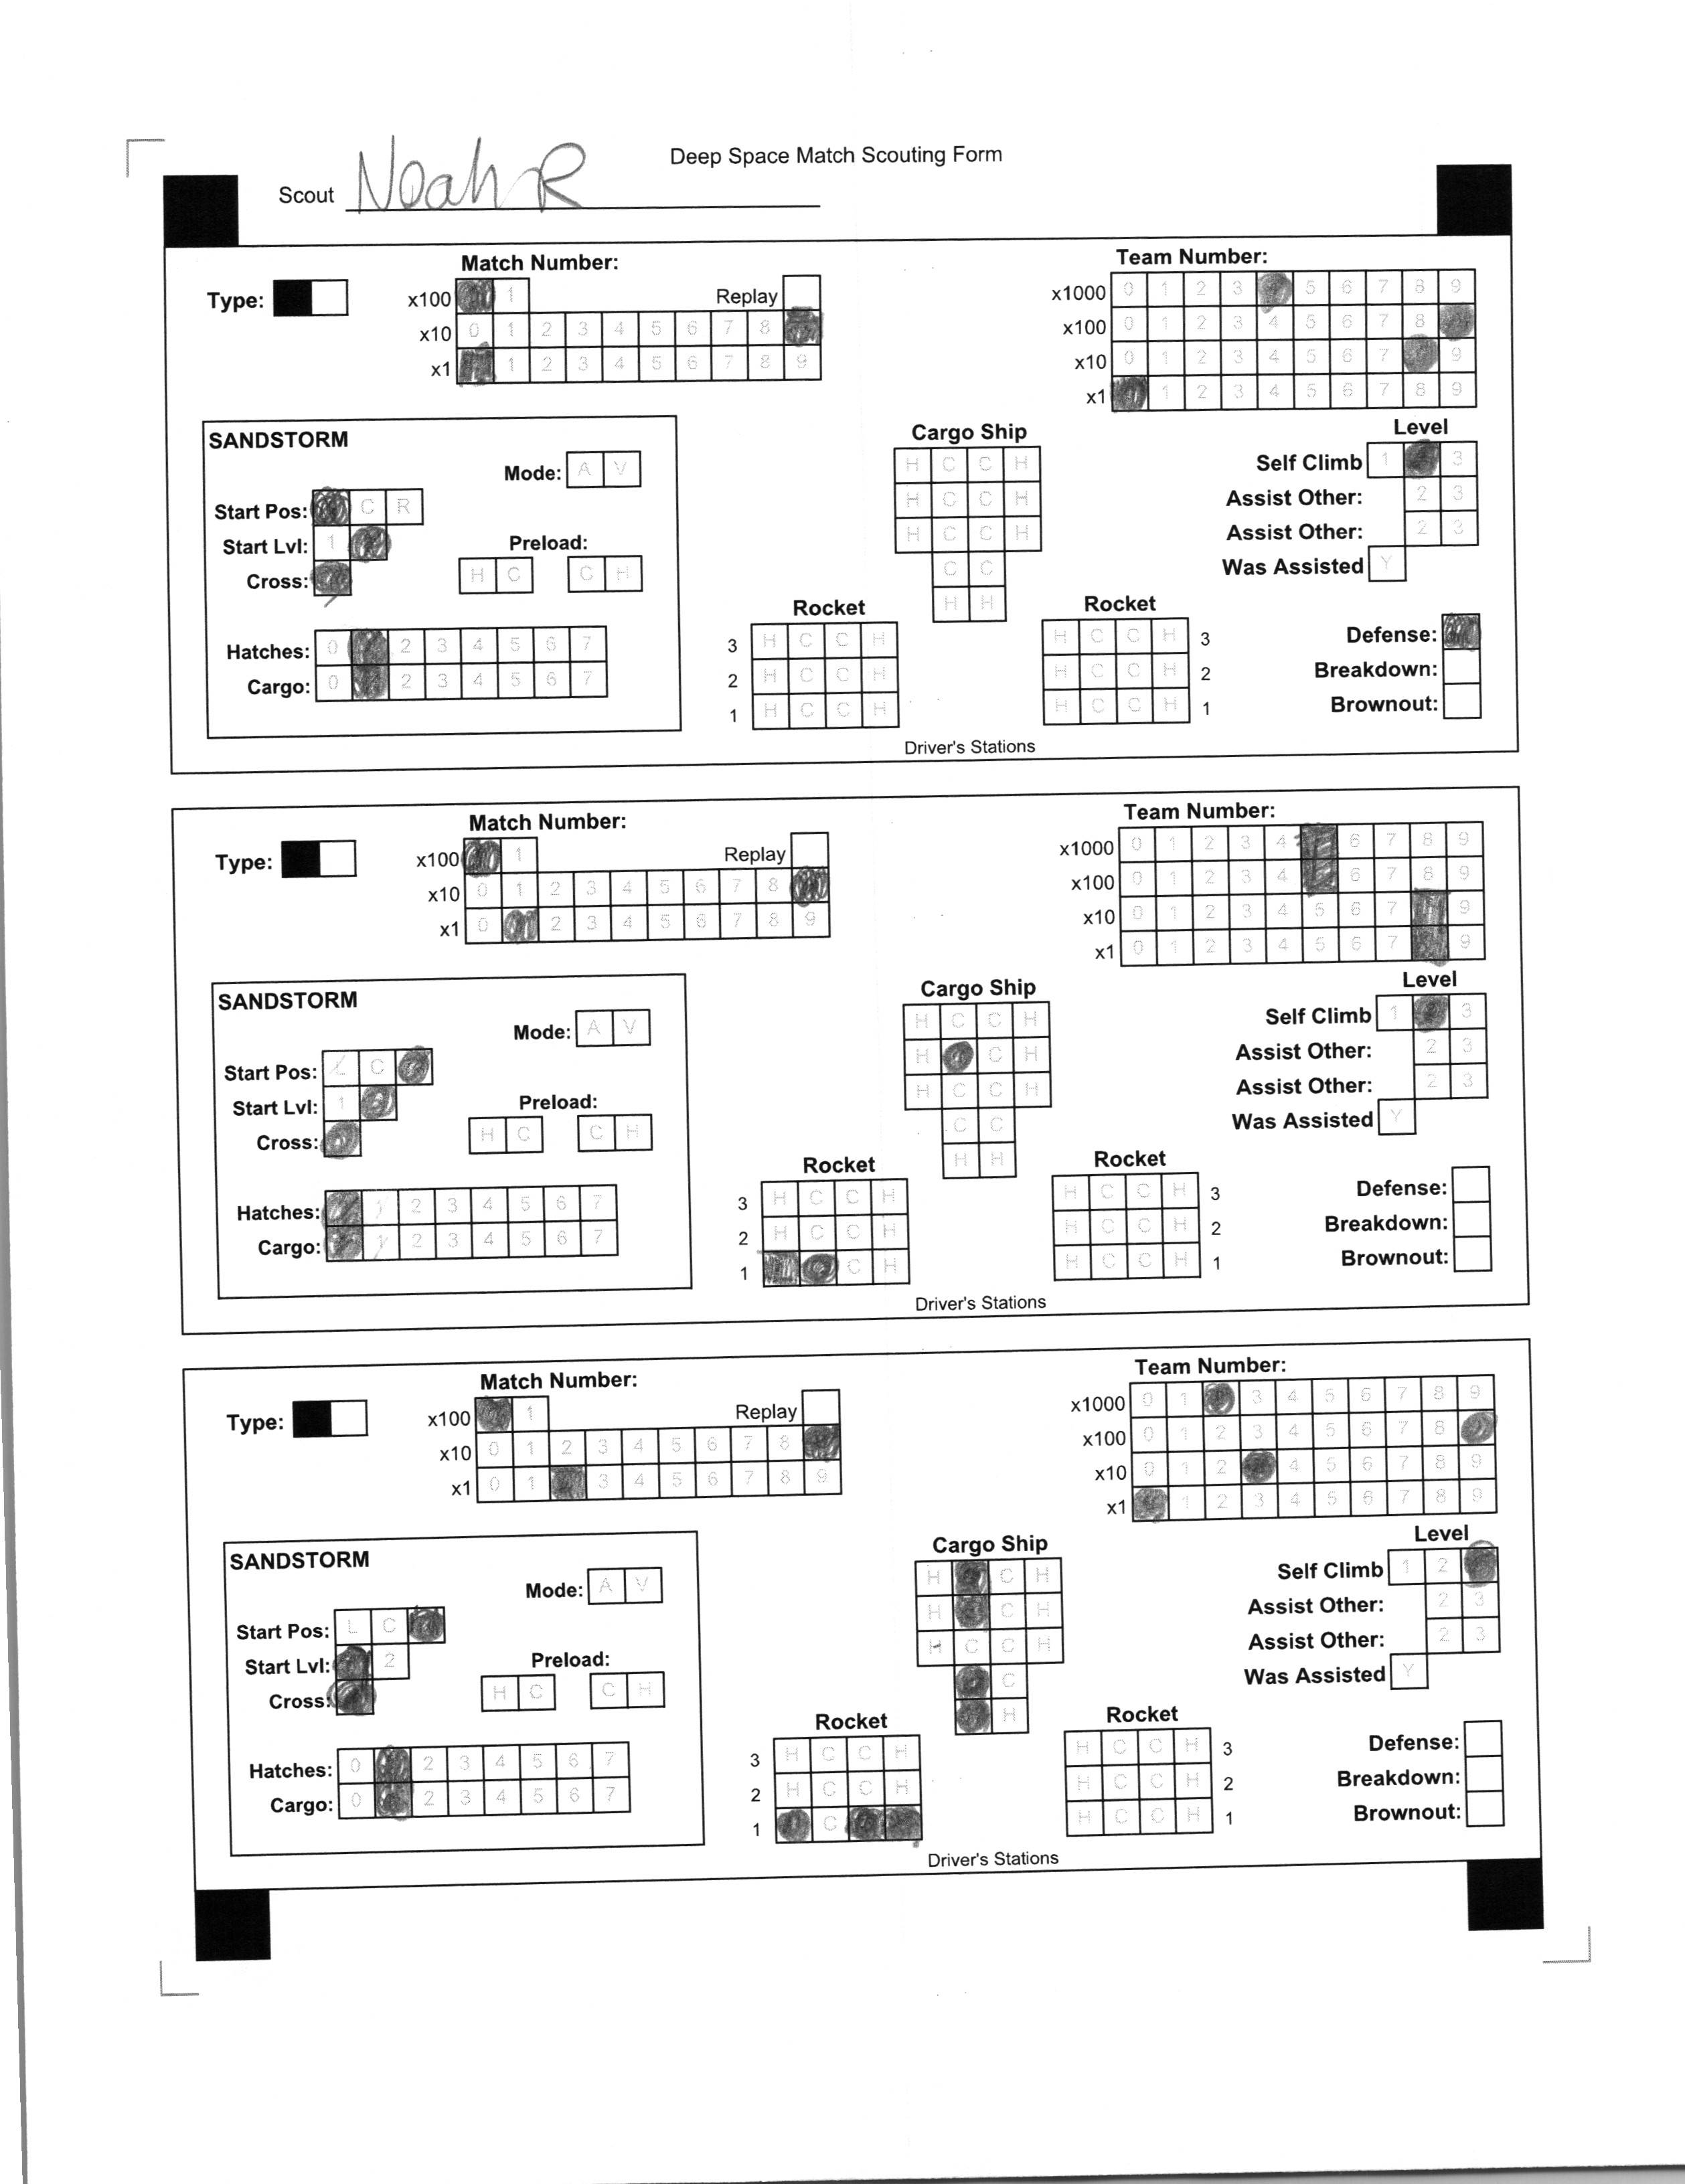 Deep Space Match Scouting Form
Scout Noah R
Match Number:
Team Number:
Type:
x100 1 Replay
x1000 0 1 2 3 5 6 7 8 9
x10 0 1 2 3 4 5 6 7 8
x100 0 1 2 3 4 5 6 7 8
x1 1 2 3 4 5 6 7 8 9
x10 0 1 2 3 4 5 6 7 9
x1 1 2 3 4 5 6 7 8 9
SANDSTORM
Mode: A V
Start Pos: C R
Start Lvl: 1
Cross:
Preload:
H C C H
Hatches: 0 2 3 4 5 6 7
Cargo: 0 2 3 4 5 6 7
Cargo Ship
H C C H
H C C H
H C C H
C C
H H
Rocket
3 H C C H
2 H C C H
1 H C C H
Rocket
H C C H 3
H C C H 2
H C C H 1
Driver's Stations
Level
Self Climb 1 3
Assist Other: 2 3
Assist Other: 2 3
Was Assisted Y
Defense:
Breakdown:
Brownout:
Match Number:
Team Number:
Type:
x100 1 Replay
x1000 0 1 2 3 4 6 7 8 9
x10 0 1 2 3 4 5 6 7 8
x100 0 1 2 3 4 6 7 8 9
x1 0 2 3 4 5 6 7 8 9
x10 0 1 2 3 4 5 6 7 9
x1 0 1 2 3 4 5 6 7 9
SANDSTORM
Mode: A V
Start Pos: L C
Start Lvl: 1
Cross:
Preload:
H C C H
Hatches: 1 2 3 4 5 6 7
Cargo: 1 2 3 4 5 6 7
Cargo Ship
H C C H
H C H
H C C H
C C
H H
Rocket
3 H C C H
2 H C C H
1 C H
Rocket
H C C H 3
H C C H 2
H C C H 1
Driver's Stations
Level
Self Climb 1 3
Assist Other: 2 3
Assist Other: 2 3
Was Assisted Y
Defense:
Breakdown:
Brownout:
Match Number:
Team Number:
Type:
x100 1 Replay
x1000 0 1 3 4 5 6 7 8 9
x10 0 1 2 3 4 5 6 7 8
x100 0 1 2 3 4 5 6 7 8
x1 0 1 3 4 5 6 7 8 9
x10 0 1 2 4 5 6 7 8 9
x1 1 2 3 4 5 6 7 8 9
SANDSTORM
Mode: A V
Start Pos: L C
Start Lvl: 2
Cross:
Preload:
H C C H
Hatches: 0 2 3 4 5 6 7
Cargo: 0 2 3 4 5 6 7
Cargo Ship
H C H
H C H
H C C H
C
H
Rocket
3 H C C H
2 H C C H
1 C
Rocket
H C C H 3
H C C H 2
H C C H 1
Driver's Stations
Level
Self Climb 1 2
Assist Other: 2 3
Assist Other: 2 3
Was Assisted Y
Defense:
Breakdown:
Brownout: